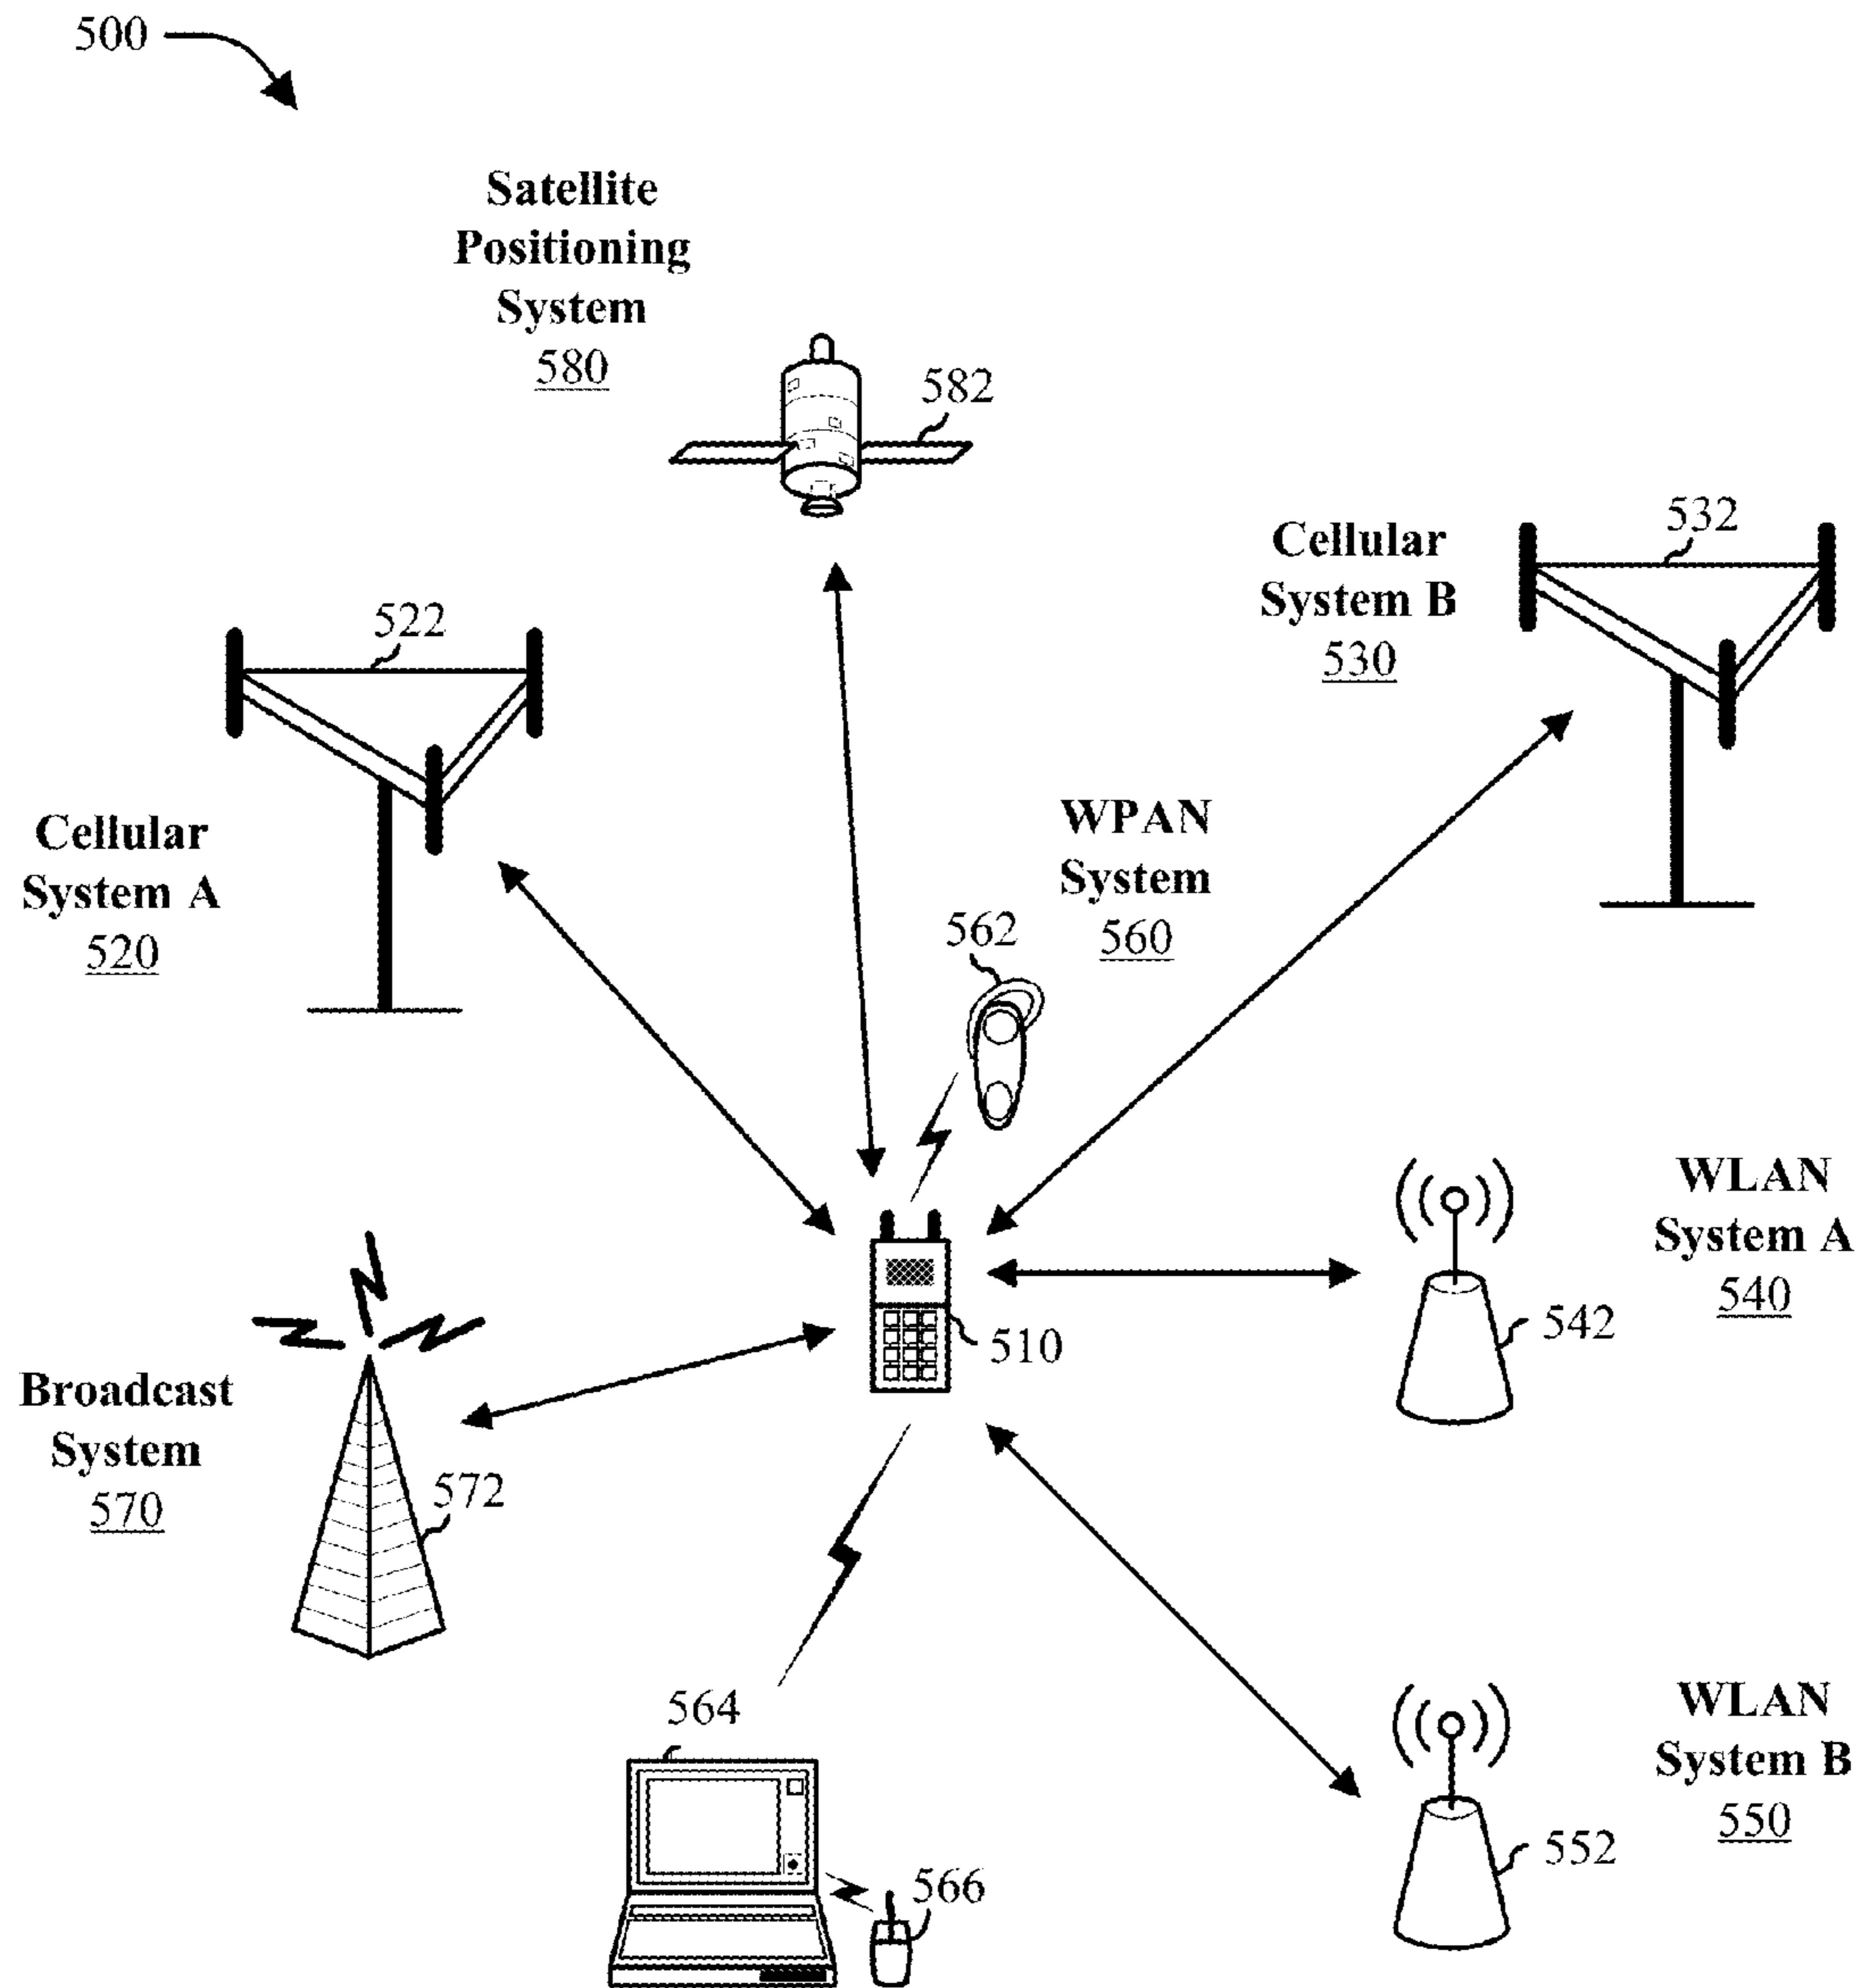 500
Satellite
Positioning
System
580
582
Cellular
System B
530
532
522
Cellular
System A
520
WPAN
System
560
562
WLAN
System A
540
542
510
Broadcast
System
570
572
564
566
WLAN
System B
550
552